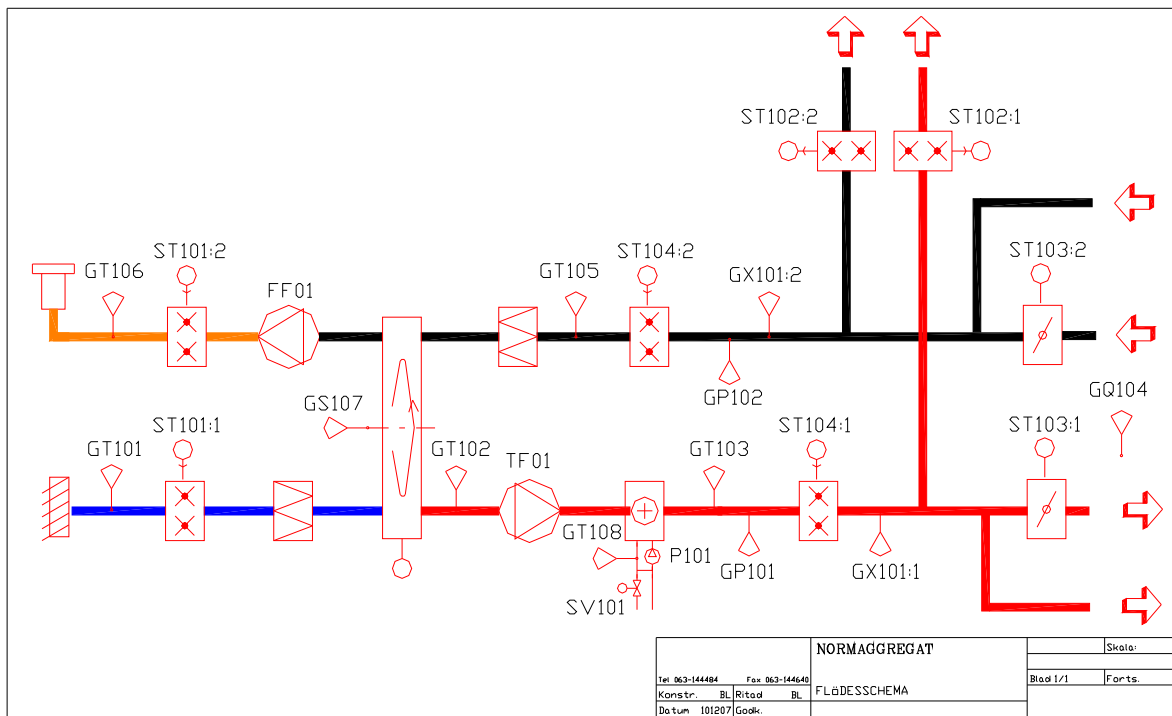 ST102:2
ST102:1
ST101:2
ST104:2
ST103:2
GT106
GT105
GX101:2
FF01
GP102
GQ104
GS107
ST101:1
ST104:1
ST103:1
GT101
GT102
GT103
TF01
GT108
P101
GP101
GX101:1
SV101
NORMAGGREGAT
Skala:
Tel 063-144484 Fax 063-144640
Blad 1/1 Forts.
Konstr. BL Ritad BL
FLÖDESSCHEMA
Datum 101207 Godk.